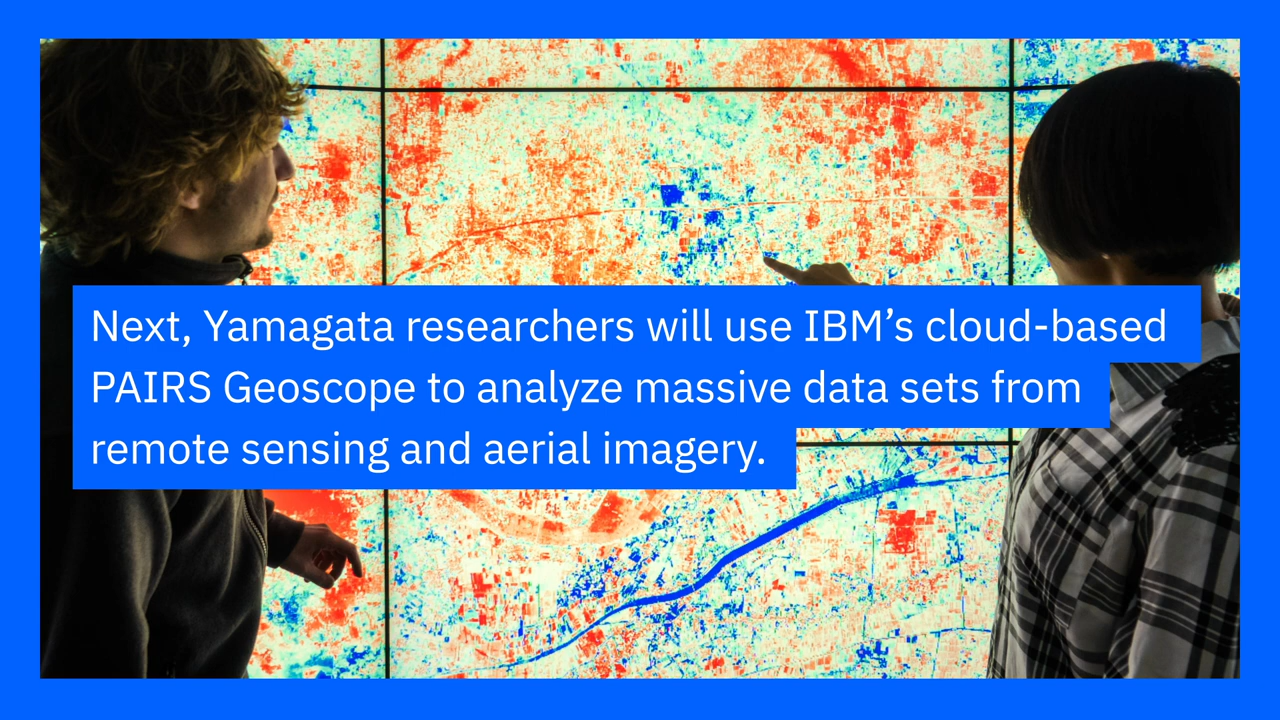 Next, Yamagata researchers will use IBM’s cloud-based
PAIRS Geoscope to analyze massive data sets from
remote sensing and aerial imagery.